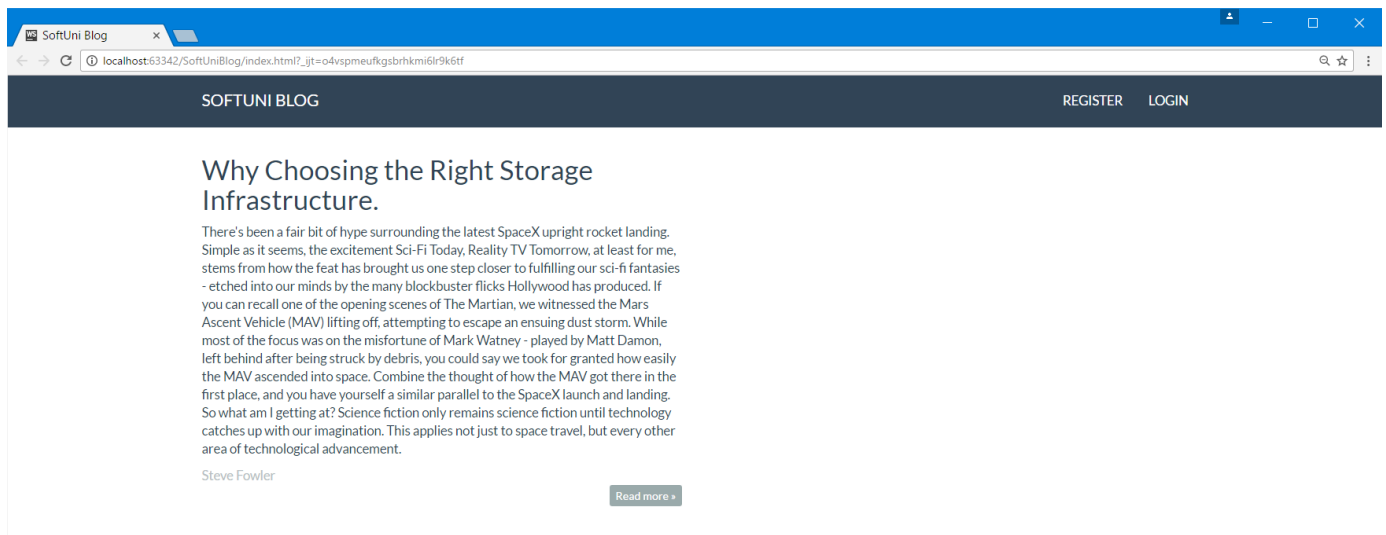 WS SoftUni Blog
localhost:63342/SoftUniBlog/index.html?_ijt=o4vspmeufkgsbrhkmi6lr9k6tf
SOFTUNI BLOG REGISTER LOGIN
Why Choosing the Right Storage
Infrastructure.
There's been a fair bit of hype surrounding the latest SpaceX upright rocket landing.
Simple as it seems, the excitement Sci-Fi Today, Reality TV Tomorrow, at least for me,
stems from how the feat has brought us one step closer to fulfilling our sci-fi fantasies
- etched into our minds by the many blockbuster flicks Hollywood has produced. If
you can recall one of the opening scenes of The Martian, we witnessed the Mars
Ascent Vehicle (MAV) lifting off, attempting to escape an ensuing dust storm. While
most of the focus was on the misfortune of Mark Watney - played by Matt Damon,
left behind after being struck by debris, you could say we took for granted how easily
the MAV ascended into space. Combine the thought of how the MAV got there in the
first place, and you have yourself a similar parallel to the SpaceX launch and landing.
So what am I getting at? Science fiction only remains science fiction until technology
catches up with our imagination. This applies not just to space travel, but every other
area of technological advancement.
Steve Fowler
Read more »